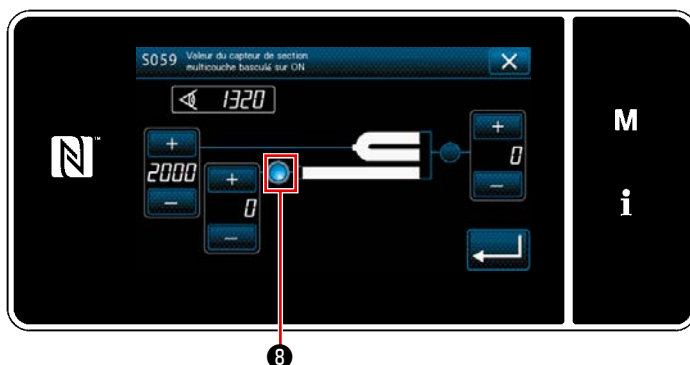 S059 Valeur du capteur de section
multicouche basculé sur ON
1320
+
2000
−
+
0
−
+
0
−
M
i
N
8